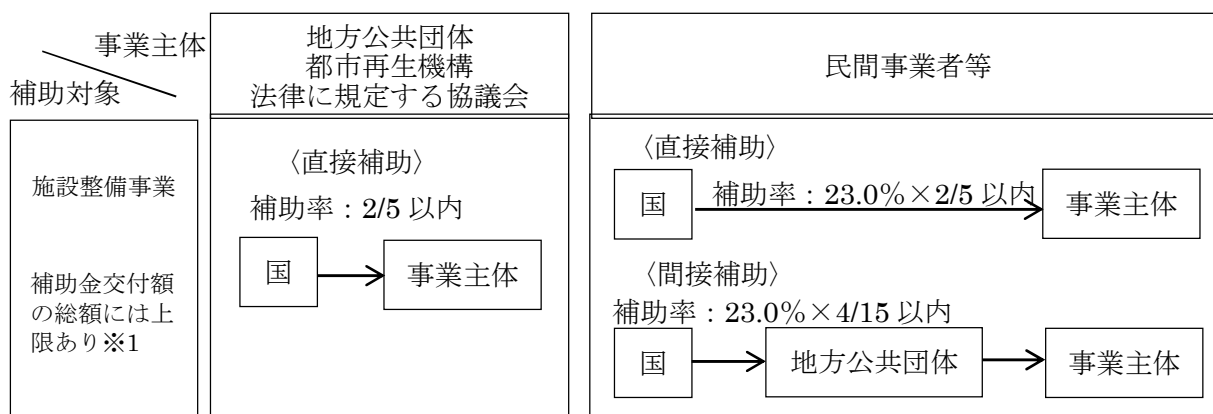 事業主体
補助対象
地方公共団体
都市再生機構
法律に規定する協議会
民間事業者等
施設整備事業
補助金交付額
の総額には上
限あり※1
〈直接補助〉
補助率：2/5 以内
国
事業主体
〈直接補助〉
国
補助率：23.0%×2/5 以内
事業主体
〈間接補助〉
補助率：23.0%×4/15 以内
国
地方公共団体
事業主体